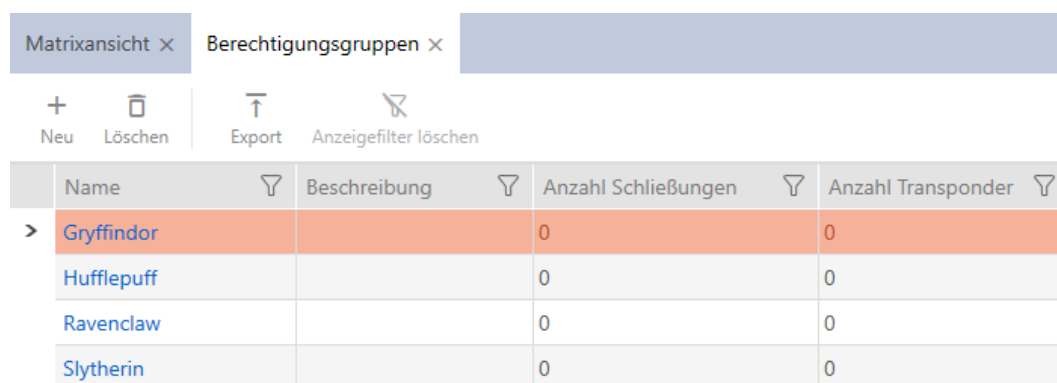 Matrixansicht × Berechtigungsgruppen ×
Neu Löschen Export Anzeigefilter löschen
Name Beschreibung Anzahl Schließungen Anzahl Transponder
Gryffindor 0 0
Hufflepuff 0 0
Ravenclaw 0 0
Slytherin 0 0